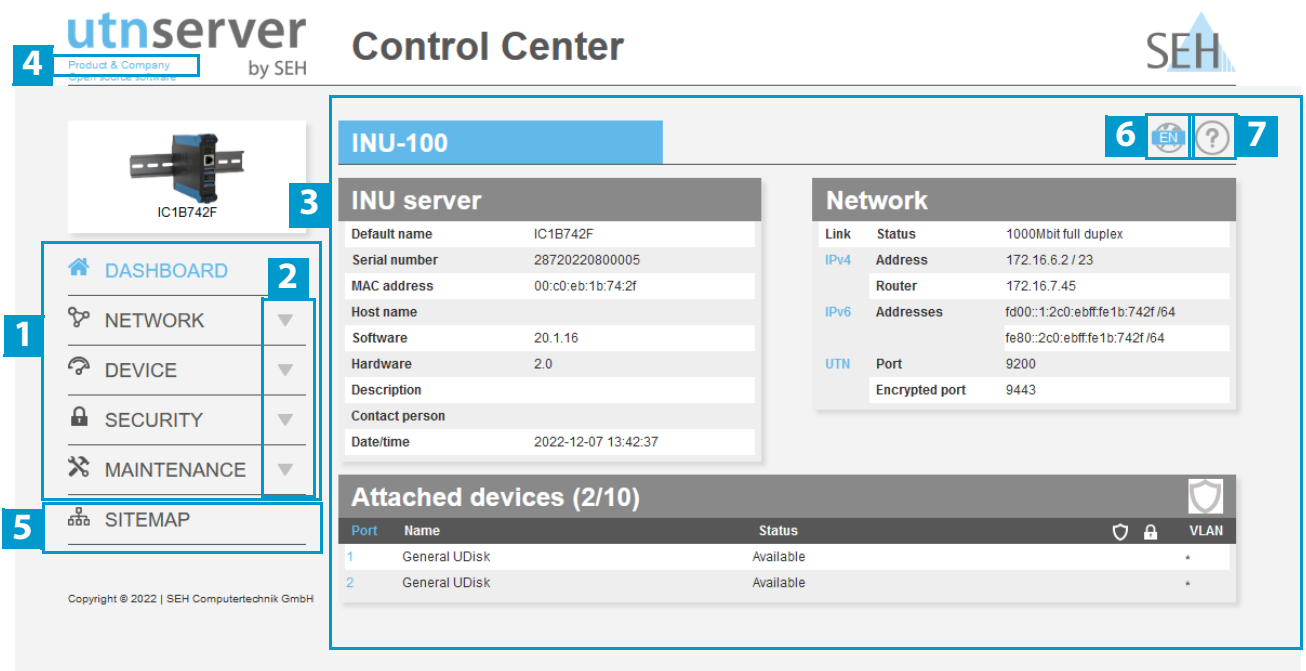 utnserver
by SEH
Control Center
SEH
4
Product & Company
Open source software
IC1B742F
1
2
DASHBOARD
NETWORK
DEVICE
SECURITY
MAINTENANCE
5
SITEMAP
Copyright © 2022 | SEH Computertechnik GmbH
3
INU-100
6
EN
?
7
INU server
Default name IC1B742F
Serial number 28720220800005
MAC address 00:c0:eb:1b:74:2f
Host name
Software 20.1.16
Hardware 2.0
Description
Contact person
Date/time 2022-12-07 13:42:37
Network
Link Status 1000Mbit full duplex
IPv4 Address 172.16.6.2 / 23
Router 172.16.7.45
IPv6 Addresses fd00::1:2c0:ebff:fe1b:742f /64
fe80::2c0:ebff:fe1b:742f /64
UTN Port 9200
Encrypted port 9443
Attached devices (2/10)
Port Name Status VLAN
1 General UDisk Available *
2 General UDisk Available *